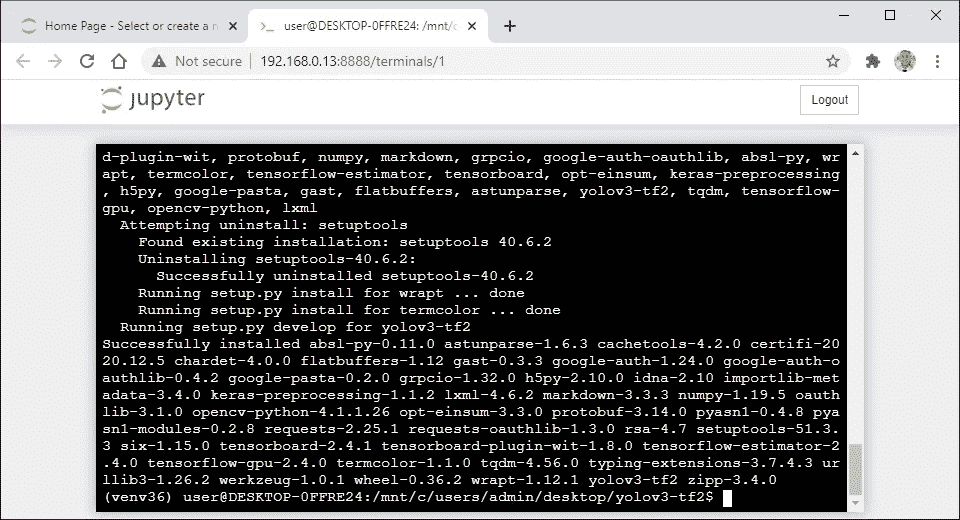 Home Page - Select or create a n
user@DESKTOP-0FFRE24: /mnt/c
Not secure
192.168.0.13:8888/terminals/1
jupyter
Logout
d-plugin-wit, protobuf, numpy, markdown, grpcio, google-auth-oauthlib, absl-py, wr
apt, termcolor, tensorflow-estimator, tensorboard, opt-einsum, keras-preprocessing
, h5py, google-pasta, gast, flatbuffers, astunparse, yolov3-tf2, tqdm, tensorflow-
gpu, opencv-python, lxml
Attempting uninstall: setuptools
Found existing installation: setuptools 40.6.2
Uninstalling setuptools-40.6.2:
Successfully uninstalled setuptools-40.6.2
Running setup.py install for wrapt ... done
Running setup.py install for termcolor ... done
Running setup.py develop for yolov3-tf2
Successfully installed absl-py-0.11.0 astunparse-1.6.3 cachetools-4.2.0 certifi-20
20.12.5 chardet-4.0.0 flatbuffers-1.12 gast-0.3.3 google-auth-1.24.0 google-auth-o
authlib-0.4.2 google-pasta-0.2.0 grpcio-1.32.0 h5py-2.10.0 idna-2.10 importlib-met
adata-3.4.0 keras-preprocessing-1.1.2 lxml-4.6.2 markdown-3.3.3 numpy-1.19.5 oauth
lib-3.1.0 opencv-python-4.1.1.26 opt-einsum-3.3.0 protobuf-3.14.0 pyasn1-0.4.8 pya
sn1-modules-0.2.8 requests-2.25.1 requests-oauthlib-1.3.0 rsa-4.7 setuptools-51.3.
3 six-1.15.0 tensorboard-2.4.1 tensorboard-plugin-wit-1.8.0 tensorflow-estimator-2
.4.0 tensorflow-gpu-2.4.0 termcolor-1.1.0 tqdm-4.56.0 typing-extensions-3.7.4.3 ur
llib3-1.26.2 werkzeug-1.0.1 wheel-0.36.2 wrapt-1.12.1 yolov3-tf2 zipp-3.4.0
(venv36) user@DESKTOP-0FFRE24:/mnt/c/users/admin/desktop/yolov3-tf2$